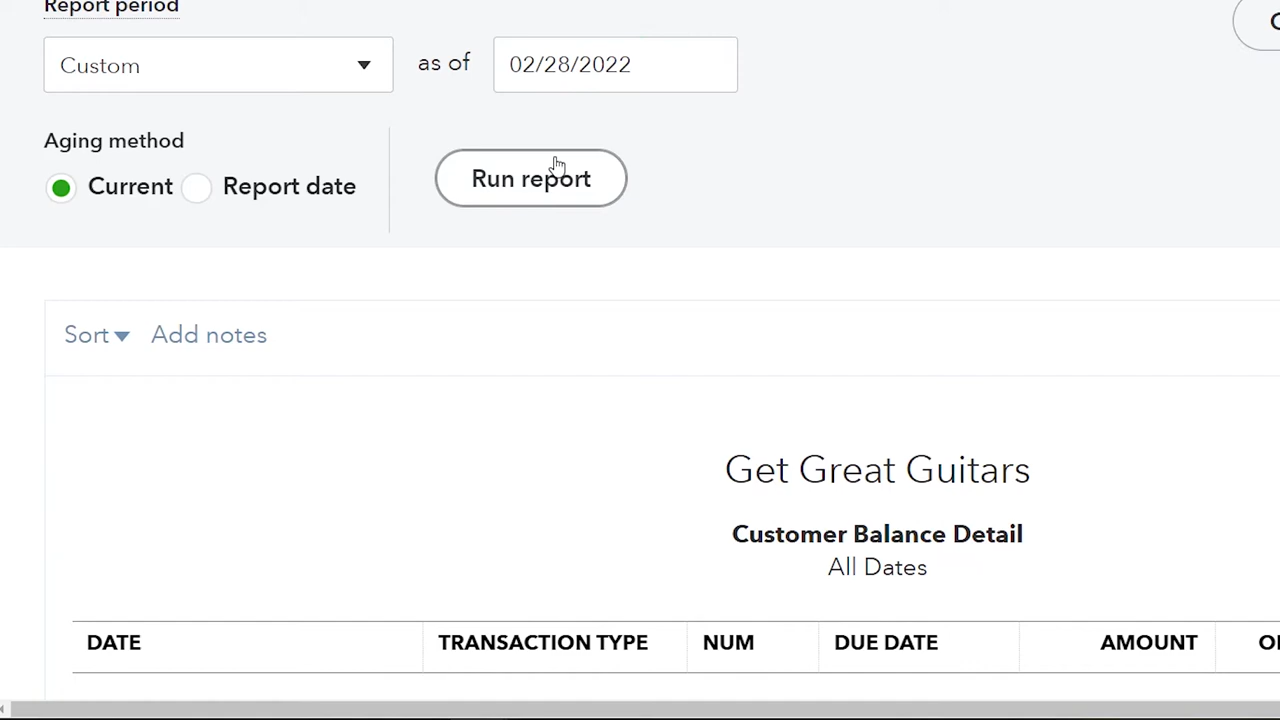 Report period
Custom as of 02/28/2022
Aging method
Current Report date Run report
Sort Add notes
Get Great Guitars
Customer Balance Detail
All Dates
DATE TRANSACTION TYPE NUM DUE DATE AMOUNT